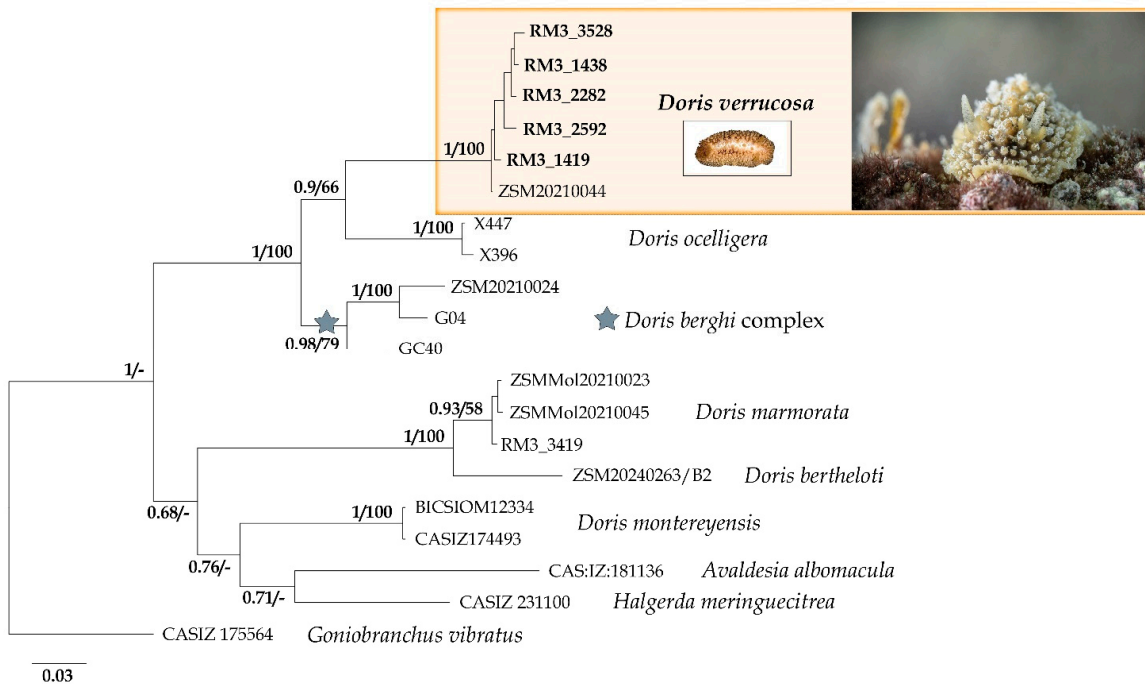 RM3_3528
RM3_1438
RM3_2282
Doris verrucosa
RM3_2592
1/100
RM3_1419
ZSM20210044
0.9/66
X447
1/100
Doris ocelligera
X396
1/100
ZSM20210024
1/100
G04
Doris berghi complex
0.98/79
GC40
1/-
ZSMMol20210023
0.93/58
ZSMMol20210045
Doris marmorata
1/100
RM3_3419
ZSM20240263/B2
Doris bertheloti
0.68/-
BICSIOM12334
1/100
Doris montereyensis
CASIZ174493
0.76/-
CAS:IZ:181136
Avaldesia albomacula
0.71/-
CASIZ 231100
Halgerda meringuecitrea
CASIZ 175564
Goniobranchus vibratus
0.03